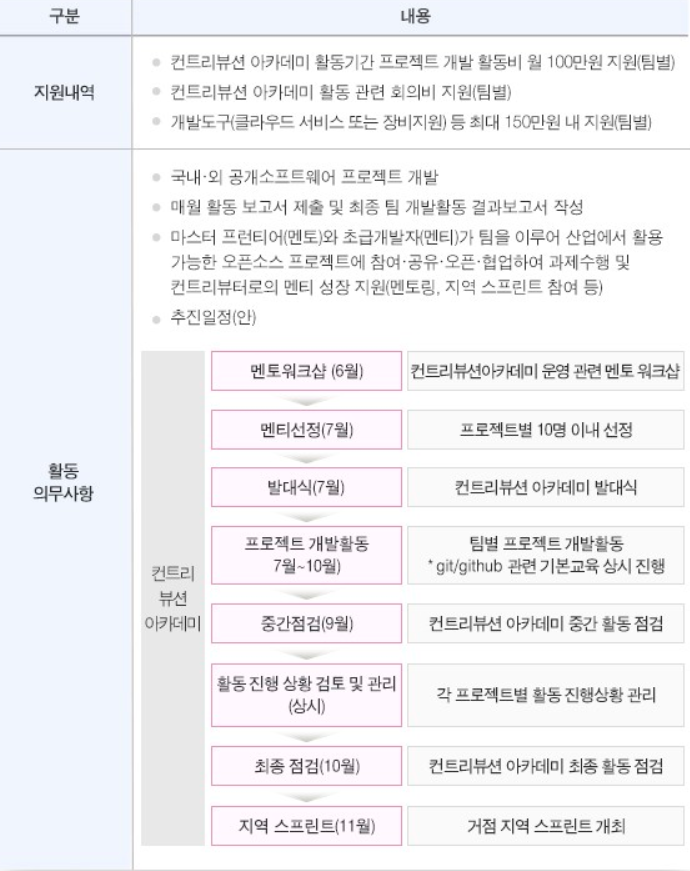 구분
내용
지원내역
컨트리뷰션 아카데미 활동기간 프로젝트 개발 활동비 월 100만원 지원(팀별)
컨트리뷰션 아카데미 활동 관련 회의비 지원(팀별)
개발도구(클라우드 서비스 또는 장비지원) 등 최대 150만원 내 지원(팀별)
활동
의무사항
국내·외 공개소프트웨어 프로젝트 개발
매월 활동 보고서 제출 및 최종 팀 개발활동 결과보고서 작성
마스터 프런티어(멘토)와 초급개발자(멘티)가 팀을 이루어 산업에서 활용
가능한 오픈소스 프로젝트에 참여·공유·오픈·협업하여 과제수행 및
컨트리뷰터로의 멘티 성장 지원(멘토링, 지역 스프린트 참여 등)
추진일정(안)
컨트리
뷰션
아카데미
멘토워크샵 (6월)
컨트리뷰션아카데미 운영 관련 멘토 워크샵
멘티선정(7월)
프로젝트별 10명 이내 선정
발대식(7월)
컨트리뷰션 아카데미 발대식
프로젝트 개발활동
7월~10월)
팀별 프로젝트 개발활동
* git/github 관련 기본교육 상시 진행
중간점검(9월)
컨트리뷰션 아카데미 중간 활동 점검
활동 진행 상황 검토 및 관리
(상시)
각 프로젝트별 활동 진행상황 관리
최종 점검(10월)
컨트리뷰션 아카데미 최종 활동 점검
지역 스프린트(11월)
거점 지역 스프린트 개최